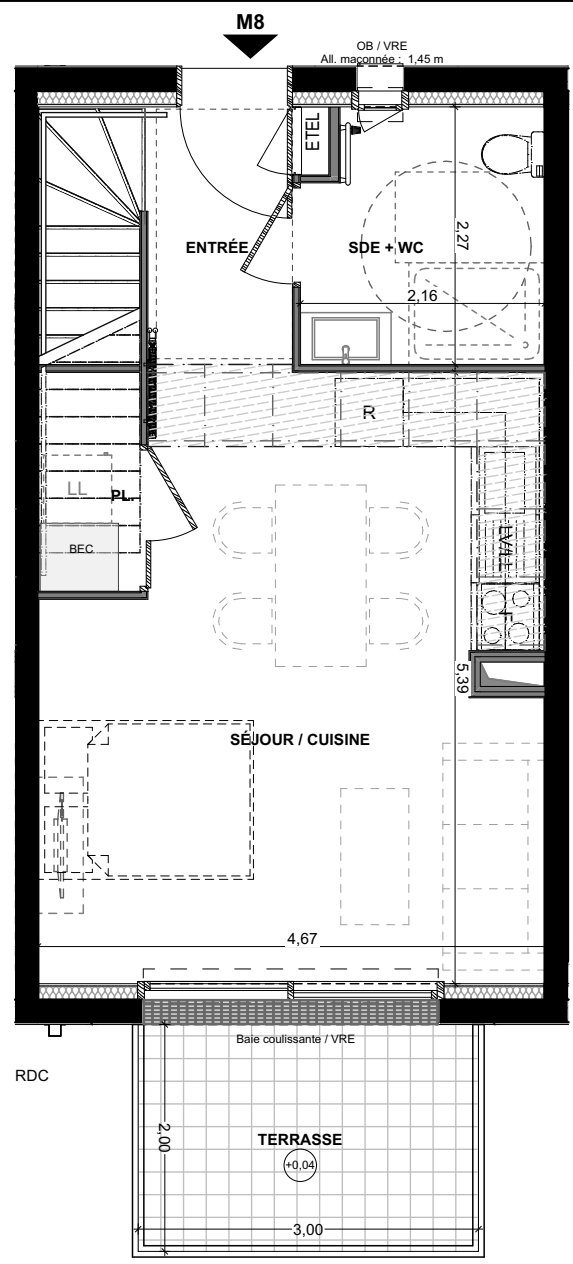 M8
OB / VRE
All. maçonnée : 1,45 m
ETEL
ENTRÉE
SDE + WC
2,27
2,16
R
LL
PL.
BEC
LV/LL
5,39
SÉJOUR / CUISINE
4,67
Baie coulissante / VRE
RDC
2,00
TERRASSE
+0,04
3,00